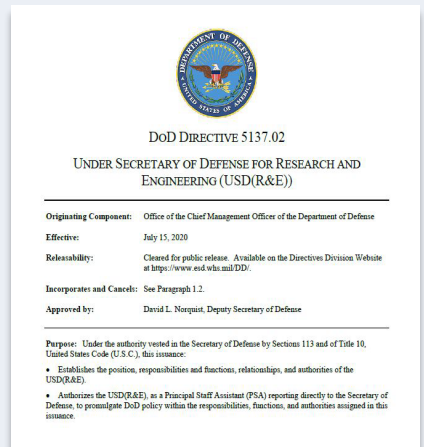 DEPARTMENT OF DEFENSE
UNITED STATES OF AMERICA
DOD DIRECTIVE 5137.02
UNDER SECRETARY OF DEFENSE FOR RESEARCH AND
ENGINEERING (USD(R&E))
Originating Component: Office of the Chief Management Officer of the Department of Defense
Effective: July 15, 2020
Releasability: Cleared for public release. Available on the Directives Division Website
at https://www.esd.whs.mil/DD/.
Incorporates and Cancels: See Paragraph 1.2.
Approved by: David L. Norquist, Deputy Secretary of Defense
Purpose: Under the authority vested in the Secretary of Defense by Sections 113 and of Title 10,
United States Code (U.S.C.), this issuance:
• Establishes the position, responsibilities and functions, relationships, and authorities of the
USD(R&E).
• Authorizes the USD(R&E), as a Principal Staff Assistant (PSA) reporting directly to the Secretary of
Defense, to promulgate DoD policy within the responsibilities, functions, and authorities assigned in this
issuance.